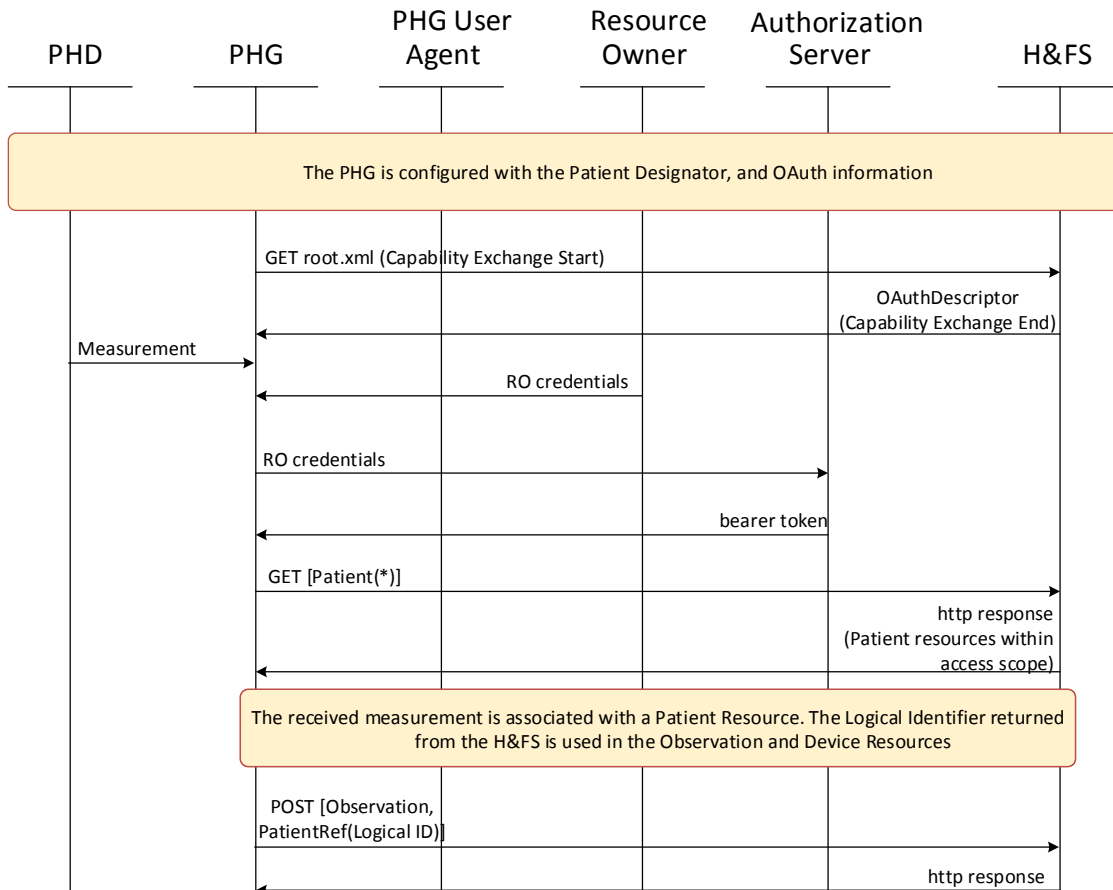 PHD
PHG
PHG User
Agent
Resource
Owner
Authorization
Server
H&FS
The PHG is configured with the Patient Designator, and OAuth information
GET root.xml (Capability Exchange Start)
OAuthDescriptor
(Capability Exchange End)
Measurement
RO credentials
RO credentials
bearer token
GET [Patient(*)]
http response
(Patient resources within
access scope)
The received measurement is associated with a Patient Resource. The Logical Identifier returned
from the H&FS is used in the Observation and Device Resources
POST [Observation,
PatientRef(Logical ID)]
http response